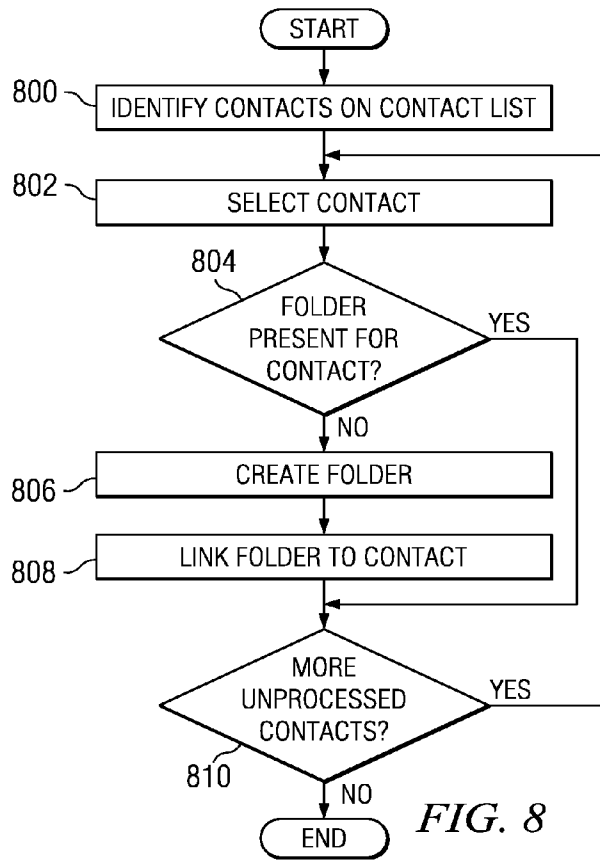 START
800
IDENTIFY CONTACTS ON CONTACT LIST
802
SELECT CONTACT
804
FOLDER
PRESENT FOR
CONTACT?
YES
NO
806
CREATE FOLDER
808
LINK FOLDER TO CONTACT
MORE
UNPROCESSED
CONTACTS?
YES
810
NO
END
FIG. 8